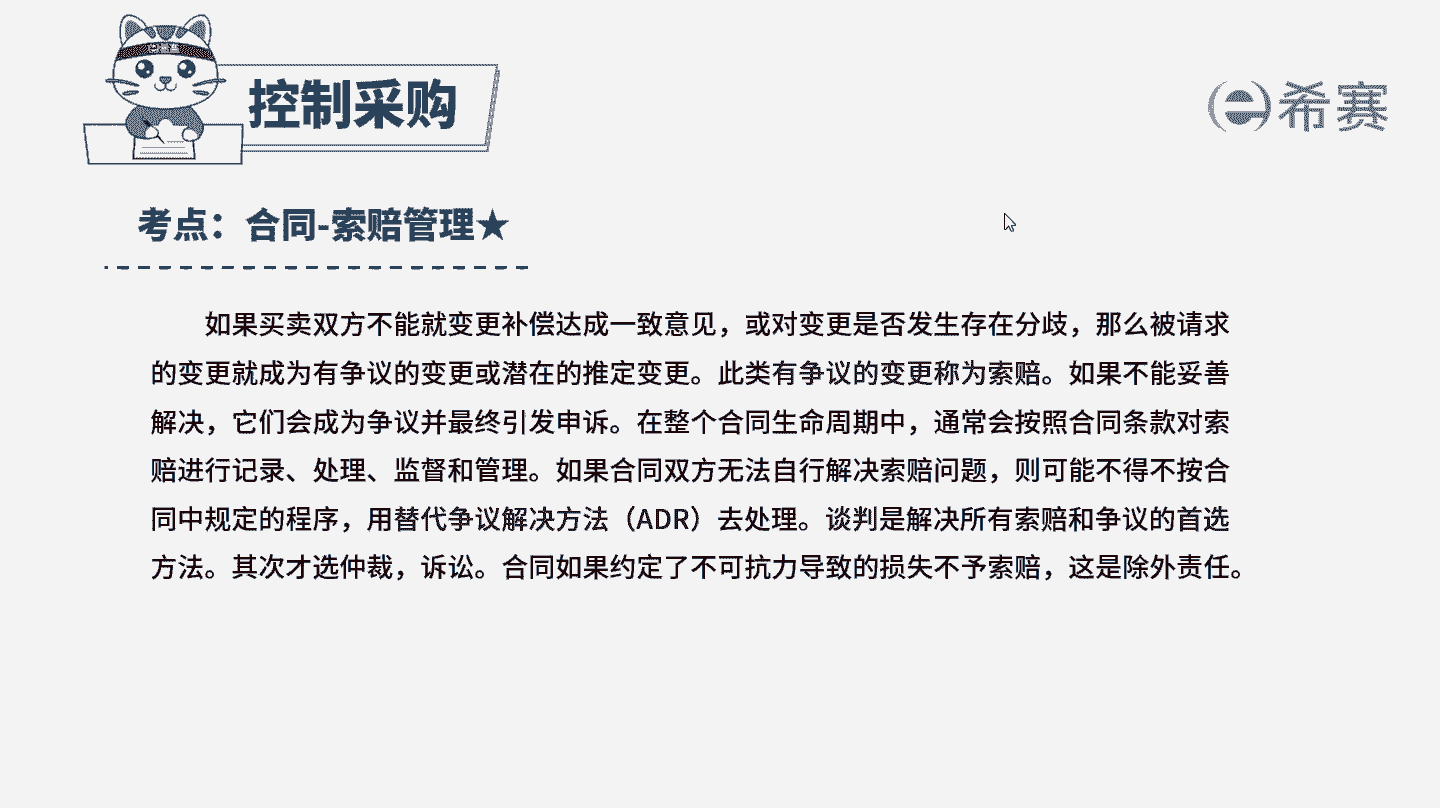 控制采购
希赛
考点：合同-索赔管理★
如果买卖双方不能就变更补偿达成一致意见，或对变更是否发生存在分歧，那么被请求
的变更就成为有争议的变更或潜在的推定变更。此类有争议的变更称为索赔。如果不能妥善
解决，它们会成为争议并最终引发申诉。在整个合同生命周期中，通常会按照合同条款对索
赔进行记录、处理、监督和管理。如果合同双方无法自行解决索赔问题，则可能不得不按合
同中规定的程序，用替代争议解决方法（ADR）去处理。谈判是解决所有索赔和争议的首选
方法。其次才选仲裁，诉讼。合同如果约定了不可抗力导致的损失不予索赔，这是除外责任。